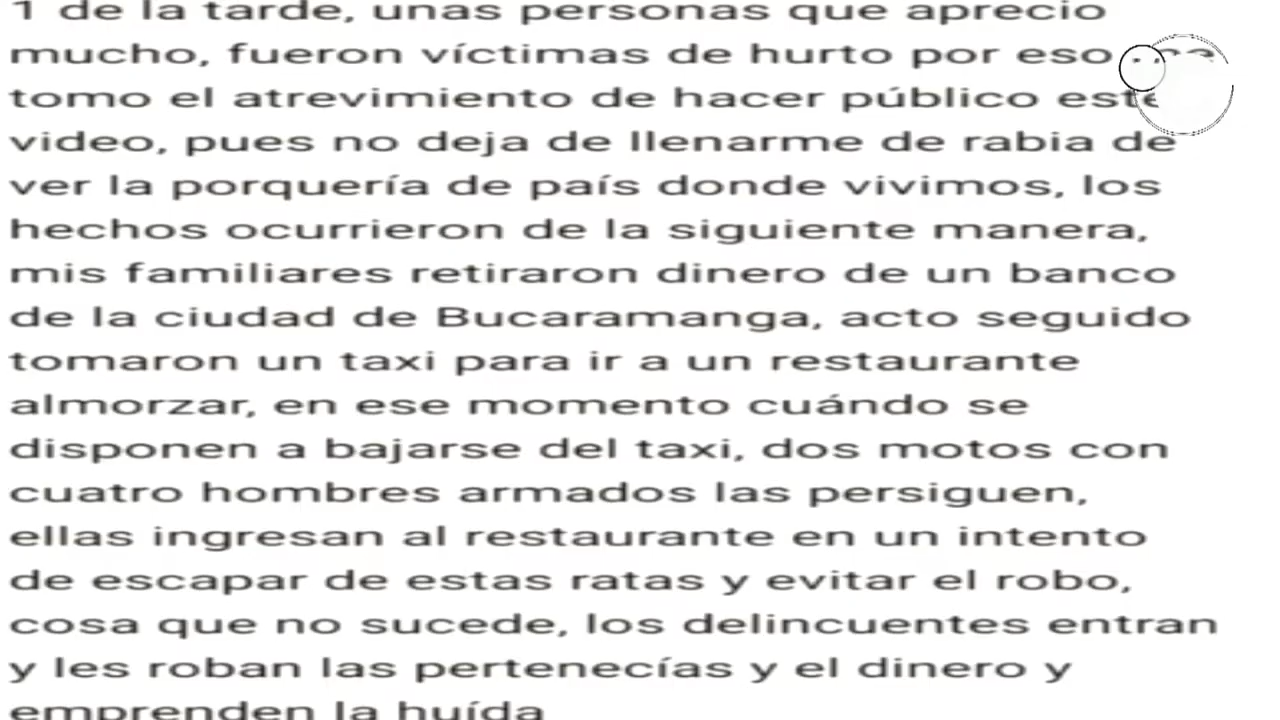 1 de la tarde, unas personas que aprecio
mucho, fueron víctimas de hurto por eso
tomo el atrevimiento de hacer público este
video, pues no deja de llenarme de rabia de
ver la porquería de país donde vivimos, los
hechos ocurrieron de la siguiente manera,
mis familiares retiraron dinero de un banco
de la ciudad de Bucaramanga, acto seguido
tomaron un taxi para ir a un restaurante
almorzar, en ese momento cuándo se
disponen a bajarse del taxi, dos motos con
cuatro hombres armados las persiguen,
ellas ingresan al restaurante en un intento
de escapar de estas ratas y evitar el robo,
cosa que no sucede, los delincuentes entran
y les roban las pertenecías y el dinero y
emprenden la huída